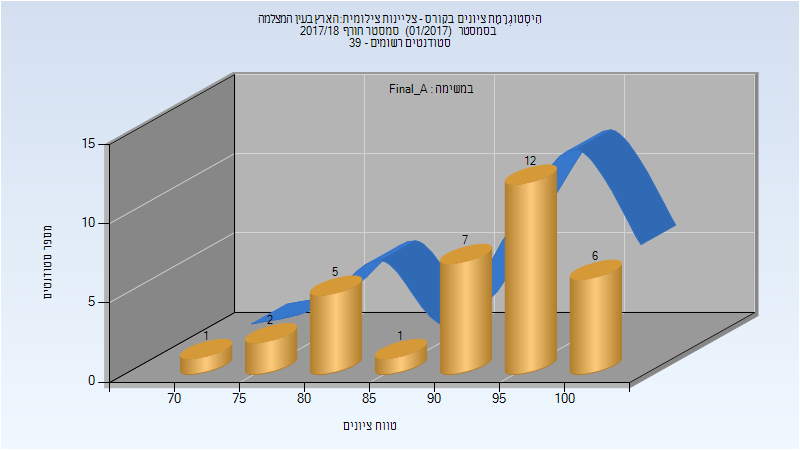 היסטוגרמת ציונים בקורס - צליינות צילומית:הארץ בעין המצלמה
בסמסטר (01/2017) סמסטר חורף 2017/18
סטודנטים רשומים - 39
במשימה : Final_A
מספר סטודנטים
15
10
5
0
1
2
5
1
7
12
6
70 75 80 85 90 95 100
טווח ציונים